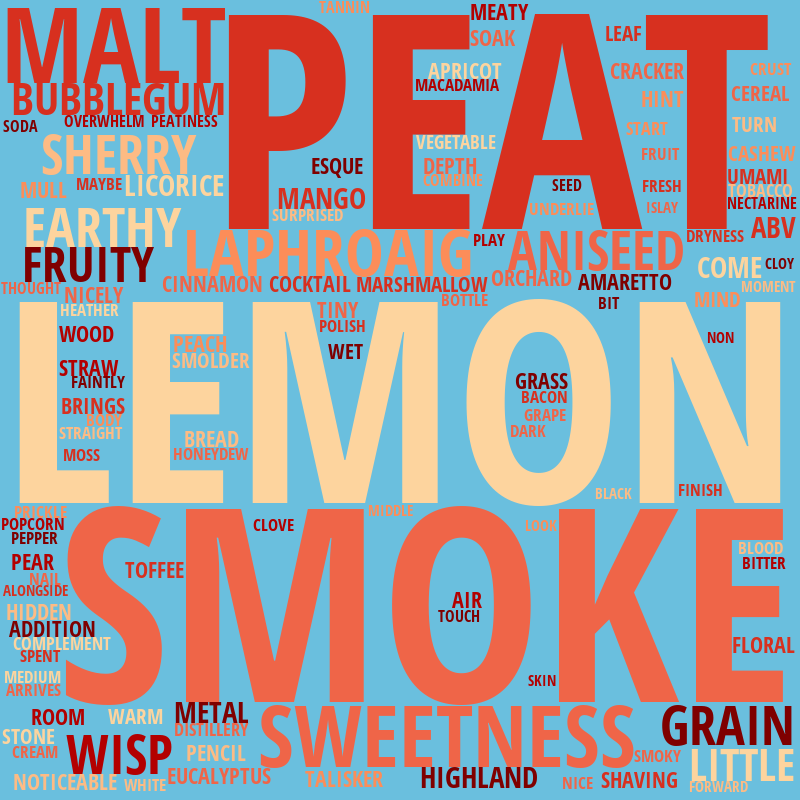 TANNIN
MEATY
MALT
PEAT
SOAK
LEAF
APRICOT
CRACKER
CRUST
MACADAMIA
BUBBLEGUM
HINT
CEREAL
SODA
OVERWHELM
PEATINESS
START
TURN
SHERRY
VEGETABLE
FRUIT
CASHEW
ESQUE
DEPTH
COMBINE
MULL
MAYBE
LICORICE
SEED
FRESH
UMAMI
TOBACCO
MANGO
NECTARINE
SURPRISED
UNDERLIE
ISLAY
EARTHY
ABV
LAPHROAIG
PLAY
ANISEED
DRYNESS
FRUITY
COME
CLOY
THOUGHT
NICELY
CINNAMON
COCKTAIL
MARSHMALLOW
ORCHARD
AMARETTO
MOMENT
HEATHER
TINY
BOTTLE
BIT
MIND
POLISH
LEMON
WOOD
PEACH
WET
NON
SMOLDER
STRAW
FAINTLY
GRASS
BACON
BRINGS
BODY
GRAPE
STRAIGHT
BREAD
DARK
MOSS
HONEYDEW
BLACK
FINISH
PRICKLE
MIDDLE
POPCORN
CLOVE
LOOK
PEPPER
SMOKE
BLOOD
PEAR
TOFFEE
BITTER
NAIL
ALONGSIDE
AIR
HIDDEN
TOUCH
ADDITION
COMPLEMENT
FLORAL
SPENT
MEDIUM
SKIN
ARRIVES
ROOM
WARM
METAL
SWEETNESS
GRAIN
STONE
DISTILLERY
CREAM
WISP
PENCIL
SMOKY
LITTLE
NOTICEABLE
WHITE
EUCALYPTUS
TALISKER
HIGHLAND
NICE
SHAVING
FORWARD